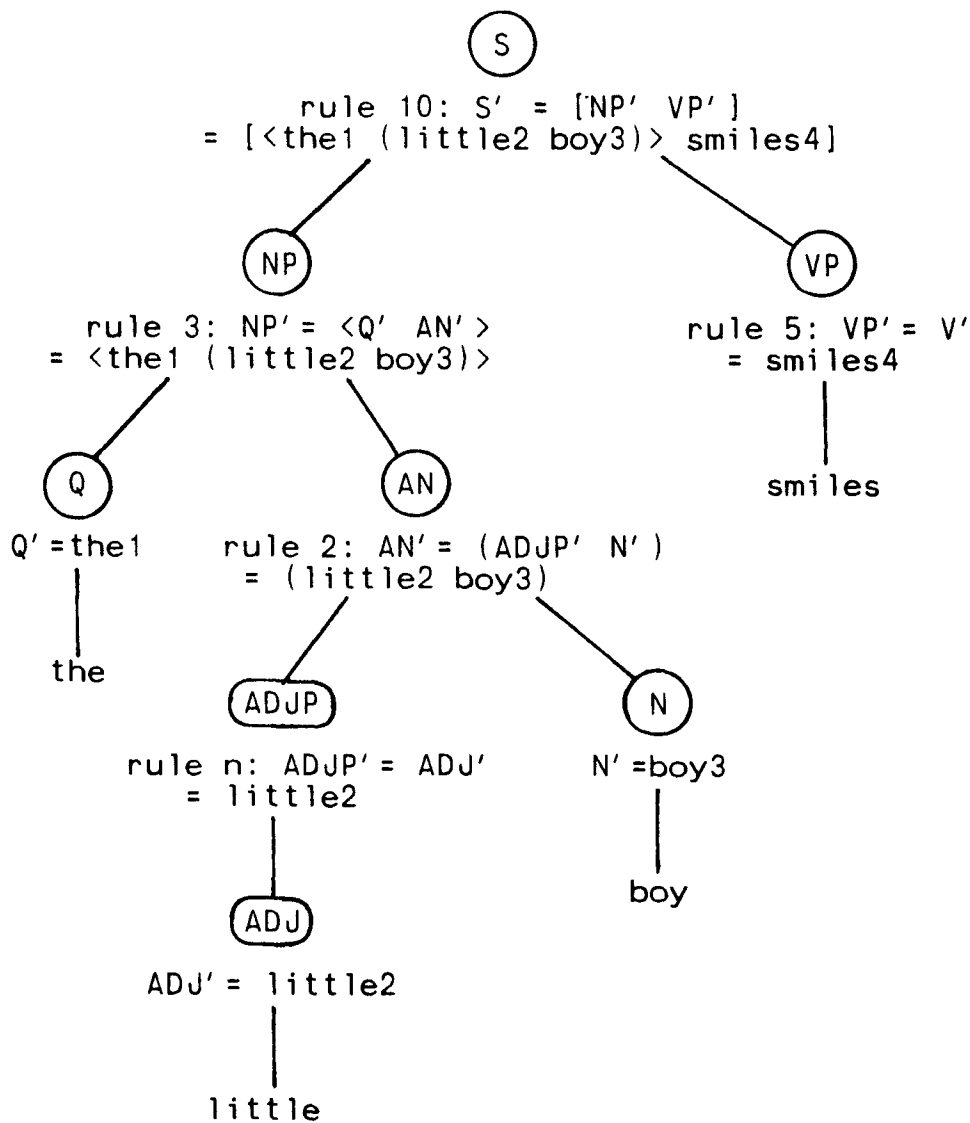 S
rule 10: S' = [NP' VP']
= [<the1 (little2 boy3)> smiles4]
NP
VP
rule 3: NP' = <Q' AN'>
= <the1 (little2 boy3)>
rule 5: VP' = V'
= smiles4
Q
AN
smiles
Q' =the1
rule 2: AN' = (ADJP' N')
= (little2 boy3)
the
ADJP
N
rule n: ADJP' = ADJ'
= little2
N' =boy3
boy
ADJ
ADJ' = little2
little